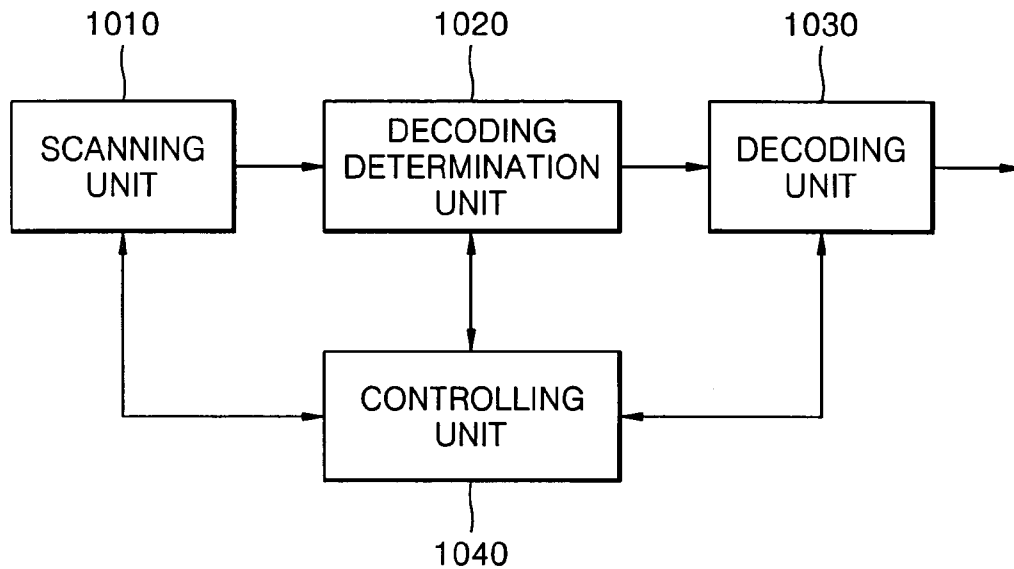 1010
1020
1030
SCANNING
UNIT
DECODING
DETERMINATION
UNIT
DECODING
UNIT
CONTROLLING
UNIT
1040